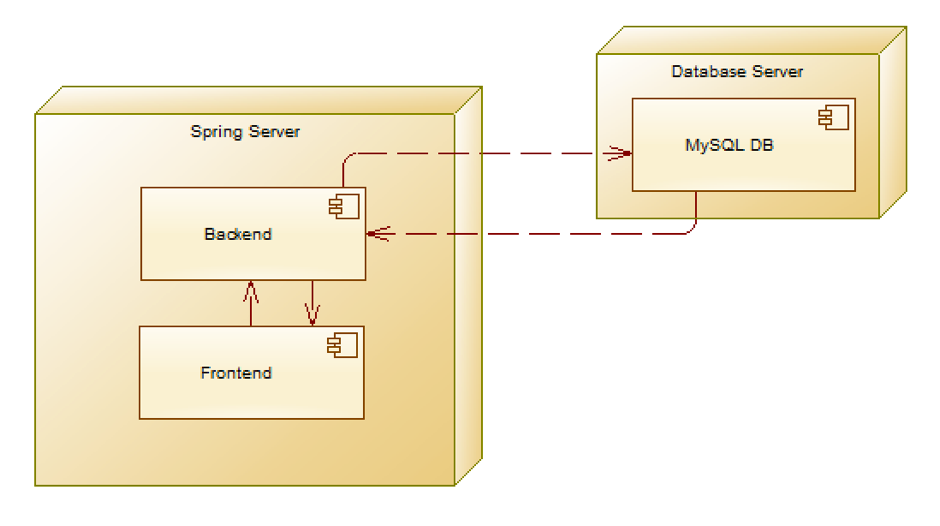 Database Server
MySQL DB
Spring Server
Backend
Frontend